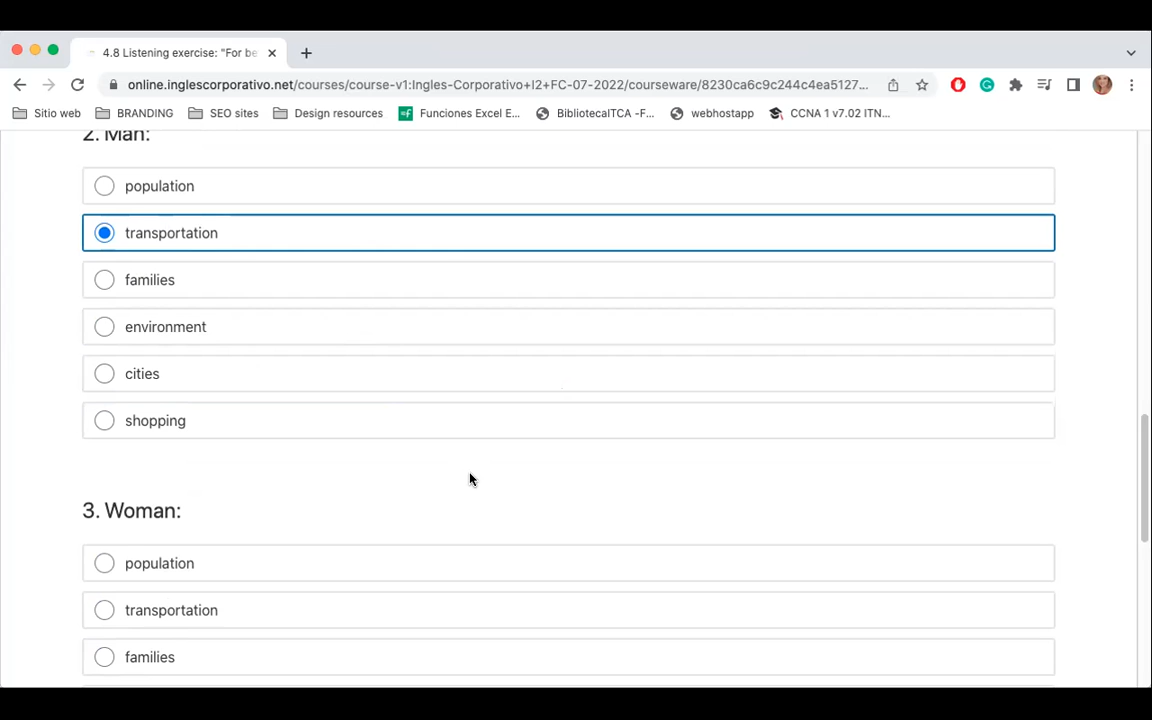 4.8 Listening exercise: "For be
online.inglescorporativo.net/courses/course-v1:Ingles-Corporativo+I2+FC-07-2022/courseware/8230ca6c9c244c4ea5127...
Sitio web BRANDING SEO sites Design resources Funciones Excel E... BibliotecaITCA -F... webhostapp CCNA 1 v7.02 ITN...
2. Man:
population
transportation
families
environment
cities
shopping
3. Woman:
population
transportation
families